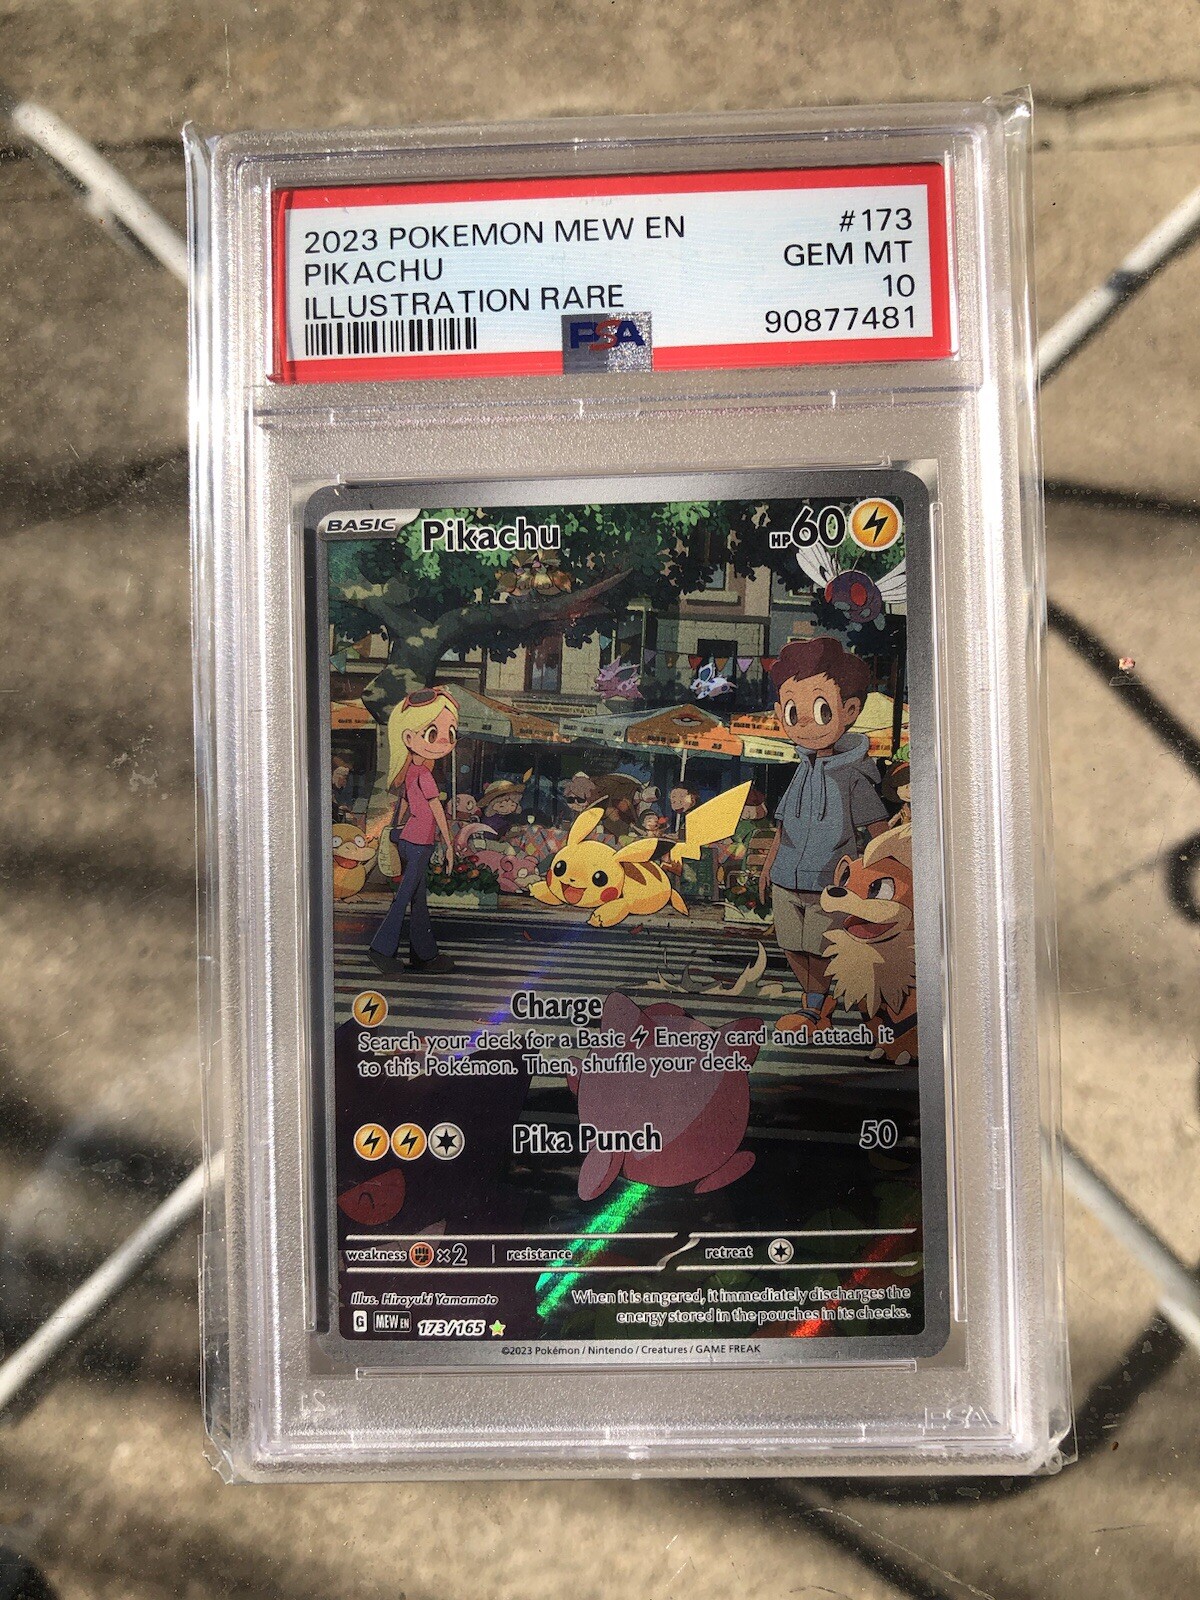 2023 POKEMON MEW EN #173
PIKACHU GEM MT
ILLUSTRATION RARE 10
PSA 90877481
BASIC Pikachu HP 60
Charge
Search your deck for a Basic Energy card and attach it
to this Pokémon. Then, shuffle your deck.
Pika Punch 50
weakness ×2 resistance retreat
Illus. Hirayuki Yamamoto
When it is angered, it immediately discharges the
energy stored in the pouches in its cheeks.
G MEW EN 173/165
©2023 Pokémon / Nintendo / Creatures / GAME FREAK
PSA